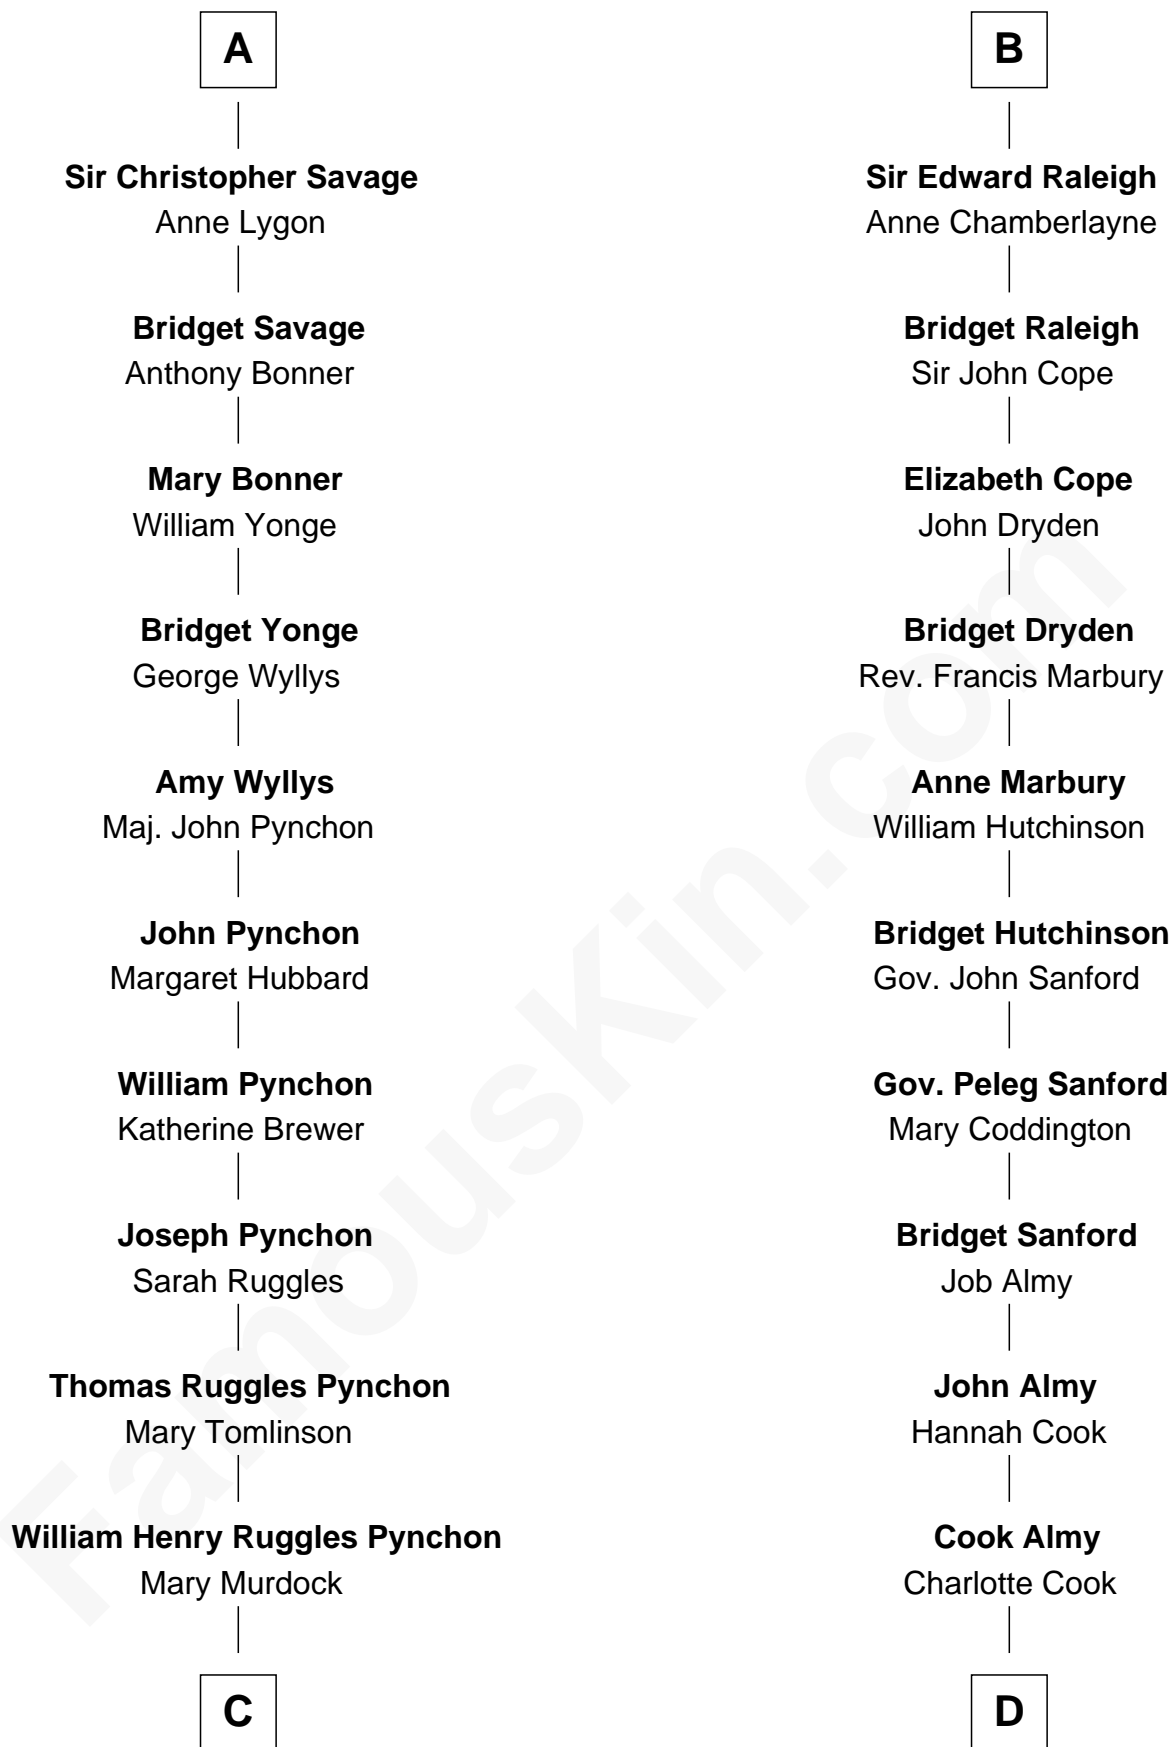 A
Sir Christopher Savage
Anne Lygon
Bridget Savage
Anthony Bonner
Mary Bonner
William Yonge
Bridget Yonge
George Wyllys
Amy Wyllys
Maj. John Pynchon
John Pynchon
Margaret Hubbard
William Pynchon
Katherine Brewer
Joseph Pynchon
Sarah Ruggles
Thomas Ruggles Pynchon
Mary Tomlinson
William Henry Ruggles Pynchon
Mary Murdock
C
B
Sir Edward Raleigh
Anne Chamberlayne
Bridget Raleigh
Sir John Cope
Elizabeth Cope
John Dryden
Bridget Dryden
Rev. Francis Marbury
Anne Marbury
William Hutchinson
Bridget Hutchinson
Gov. John Sanford
Gov. Peleg Sanford
Mary Coddington
Bridget Sanford
Job Almy
John Almy
Hannah Cook
Cook Almy
Charlotte Cook
D
FamousKin.com